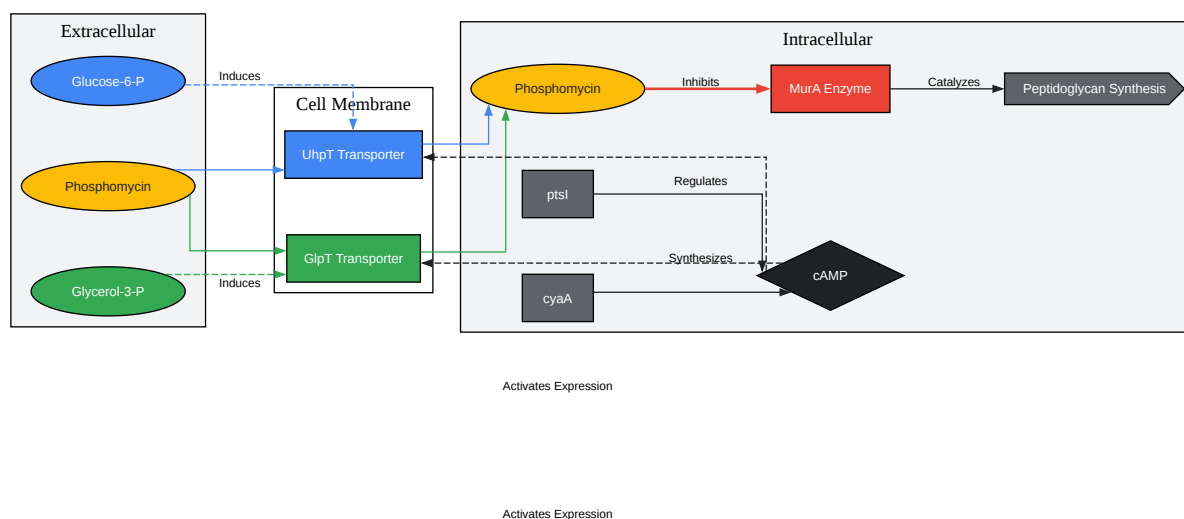 Extracellular
Intracellular
Glucose-6-P
Induces
Cell Membrane
Phosphomycin
Inhibits
MurA Enzyme
Catalyzes
Peptidoglycan Synthesis
UhpT Transporter
Phosphomycin
ptsI
Regulates
GlpT Transporter
Synthesizes
cAMP
Glycerol-3-P
Induces
cyaA
Activates Expression
Activates Expression